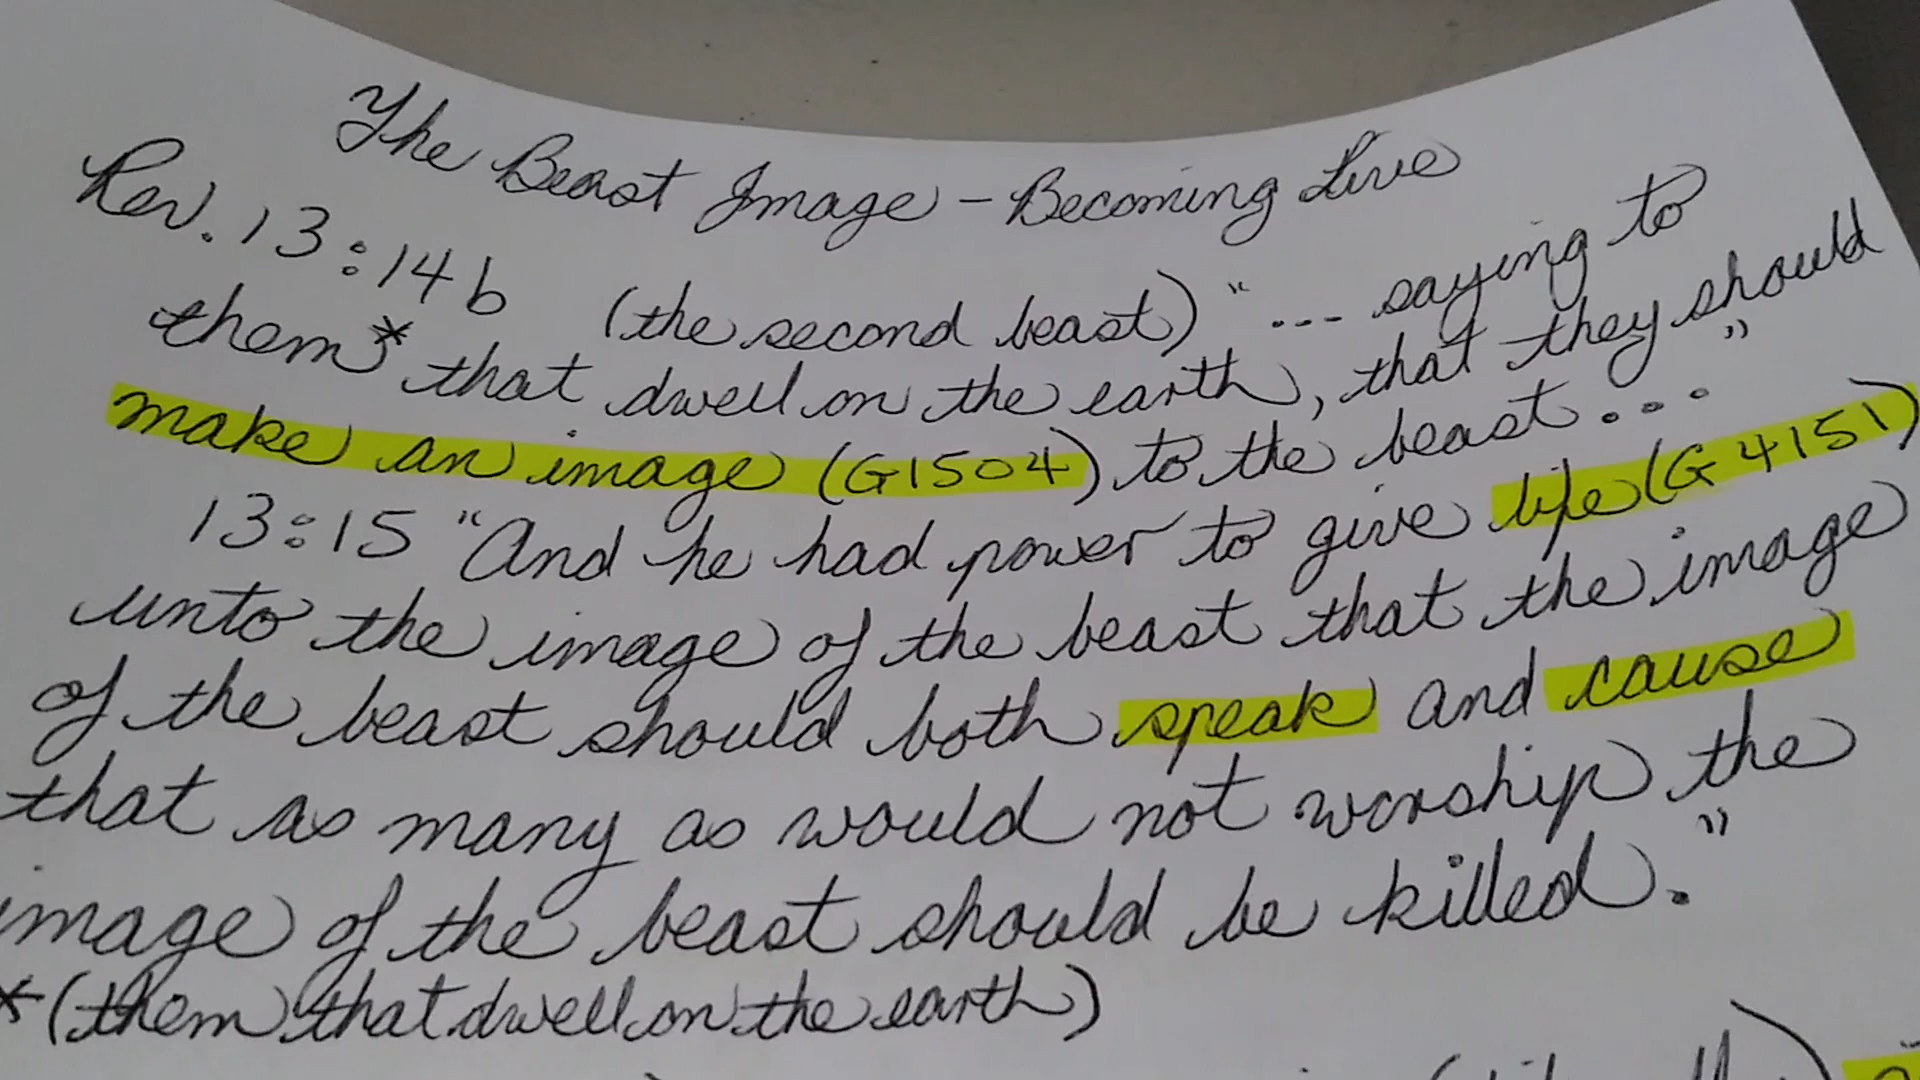 The Beast Image - Becoming Live
Rev. 13:14b (the second beast) "... saying to
them* that dwell on the earth, that they should
make an image (G1504) to the beast..."
13:15 "And he had power to give life (G4151)
unto the image of the beast that the image
of the beast should both speak and cause
that as many as would not worship the
image of the beast should be killed."
*(them that dwell on the earth)